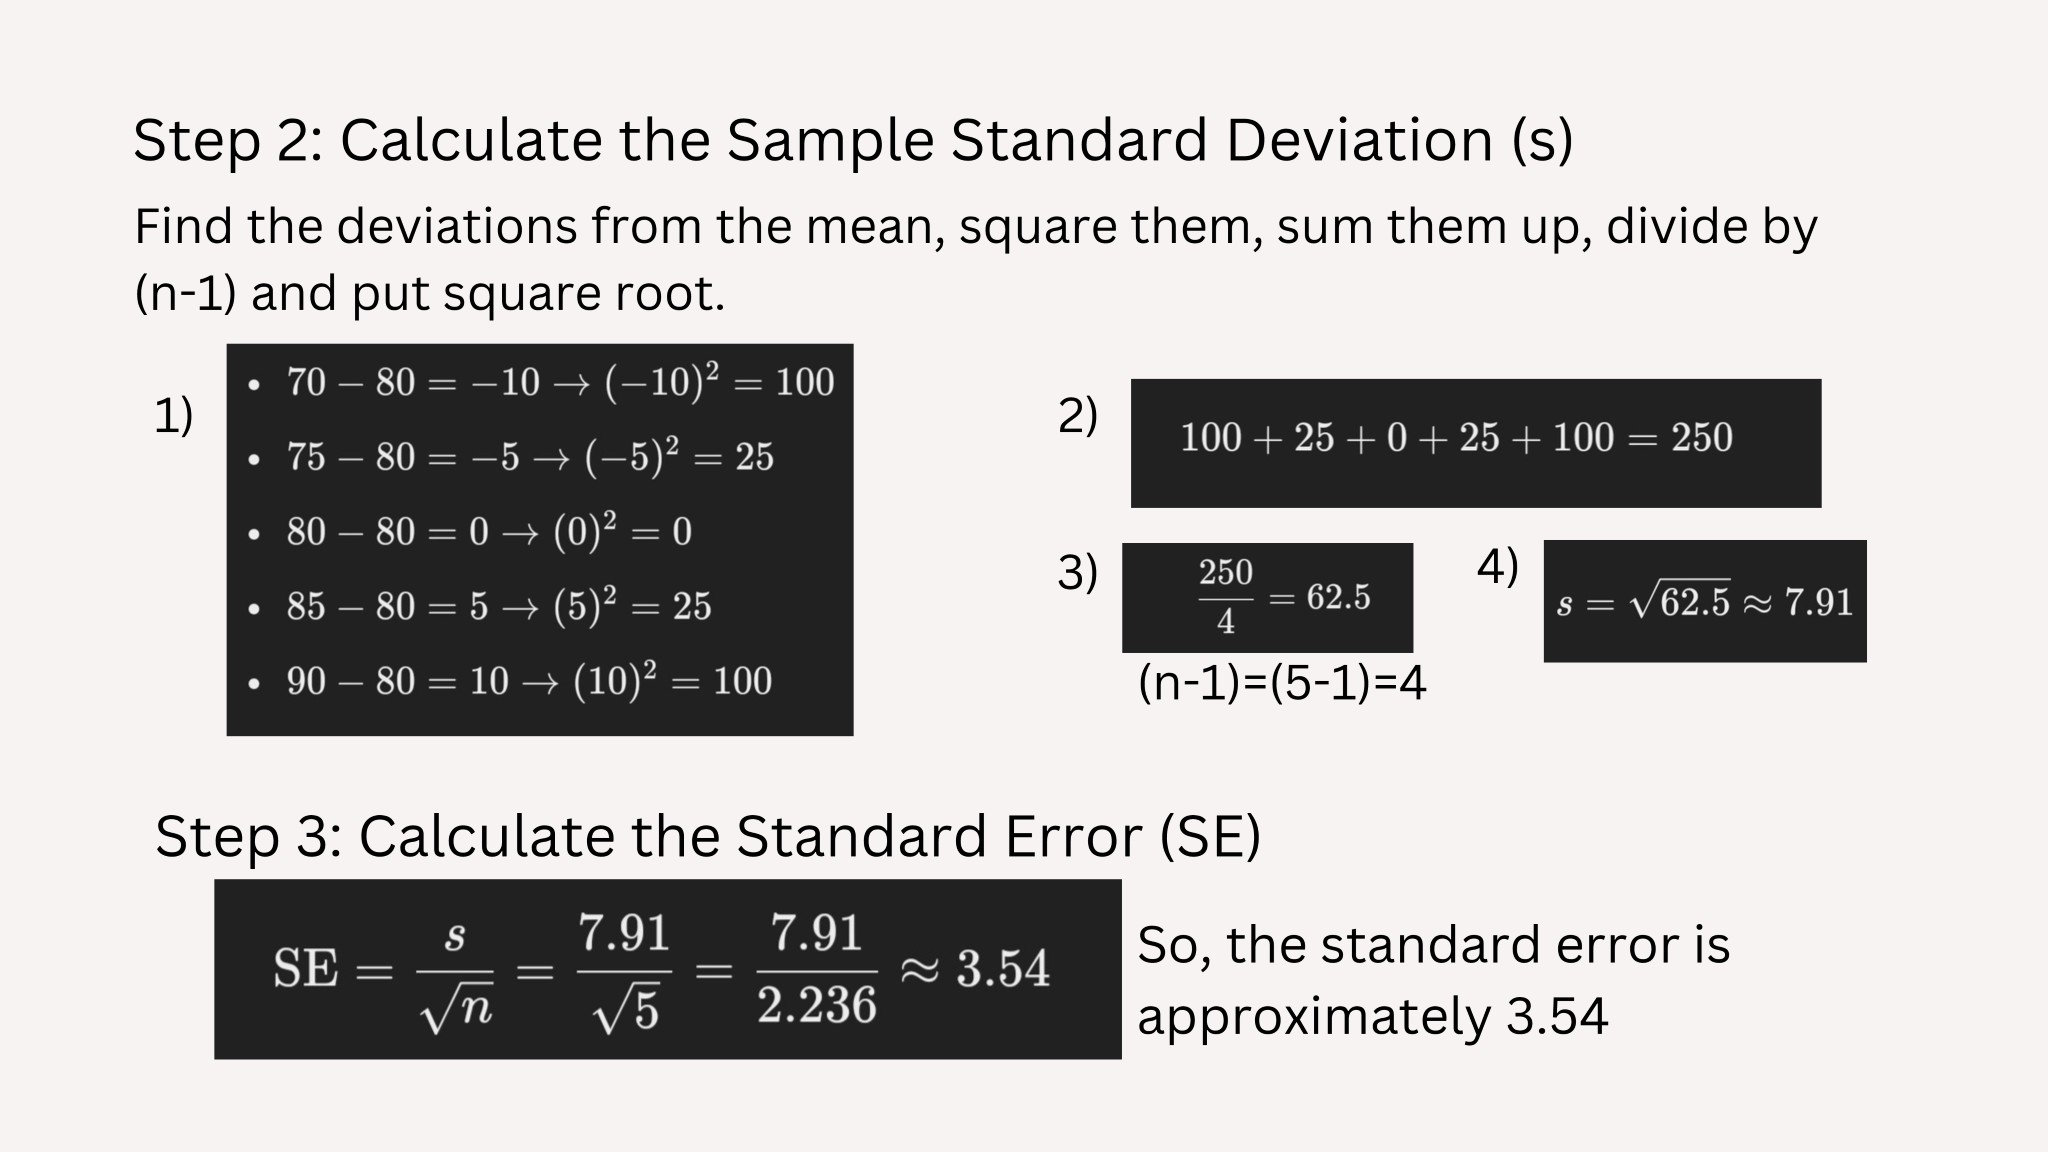 Step 2: Calculate the Sample Standard Deviation (s)
Find the deviations from the mean, square them, sum them up, divide by
(n-1) and put square root.
1)
• 70 − 80 = −10 → (−10)² = 100
• 75 − 80 = −5 → (−5)² = 25
• 80 − 80 = 0 → (0)² = 0
• 85 − 80 = 5 → (5)² = 25
• 90 − 80 = 10 → (10)² = 100
2)
100 + 25 + 0 + 25 + 100 = 250
3)
250/4 = 62.5
(n-1)=(5-1)=4
4)
s = √62.5 ≈ 7.91
Step 3: Calculate the Standard Error (SE)
SE = s/√n = 7.91/√5 = 7.91/2.236 ≈ 3.54
So, the standard error is
approximately 3.54